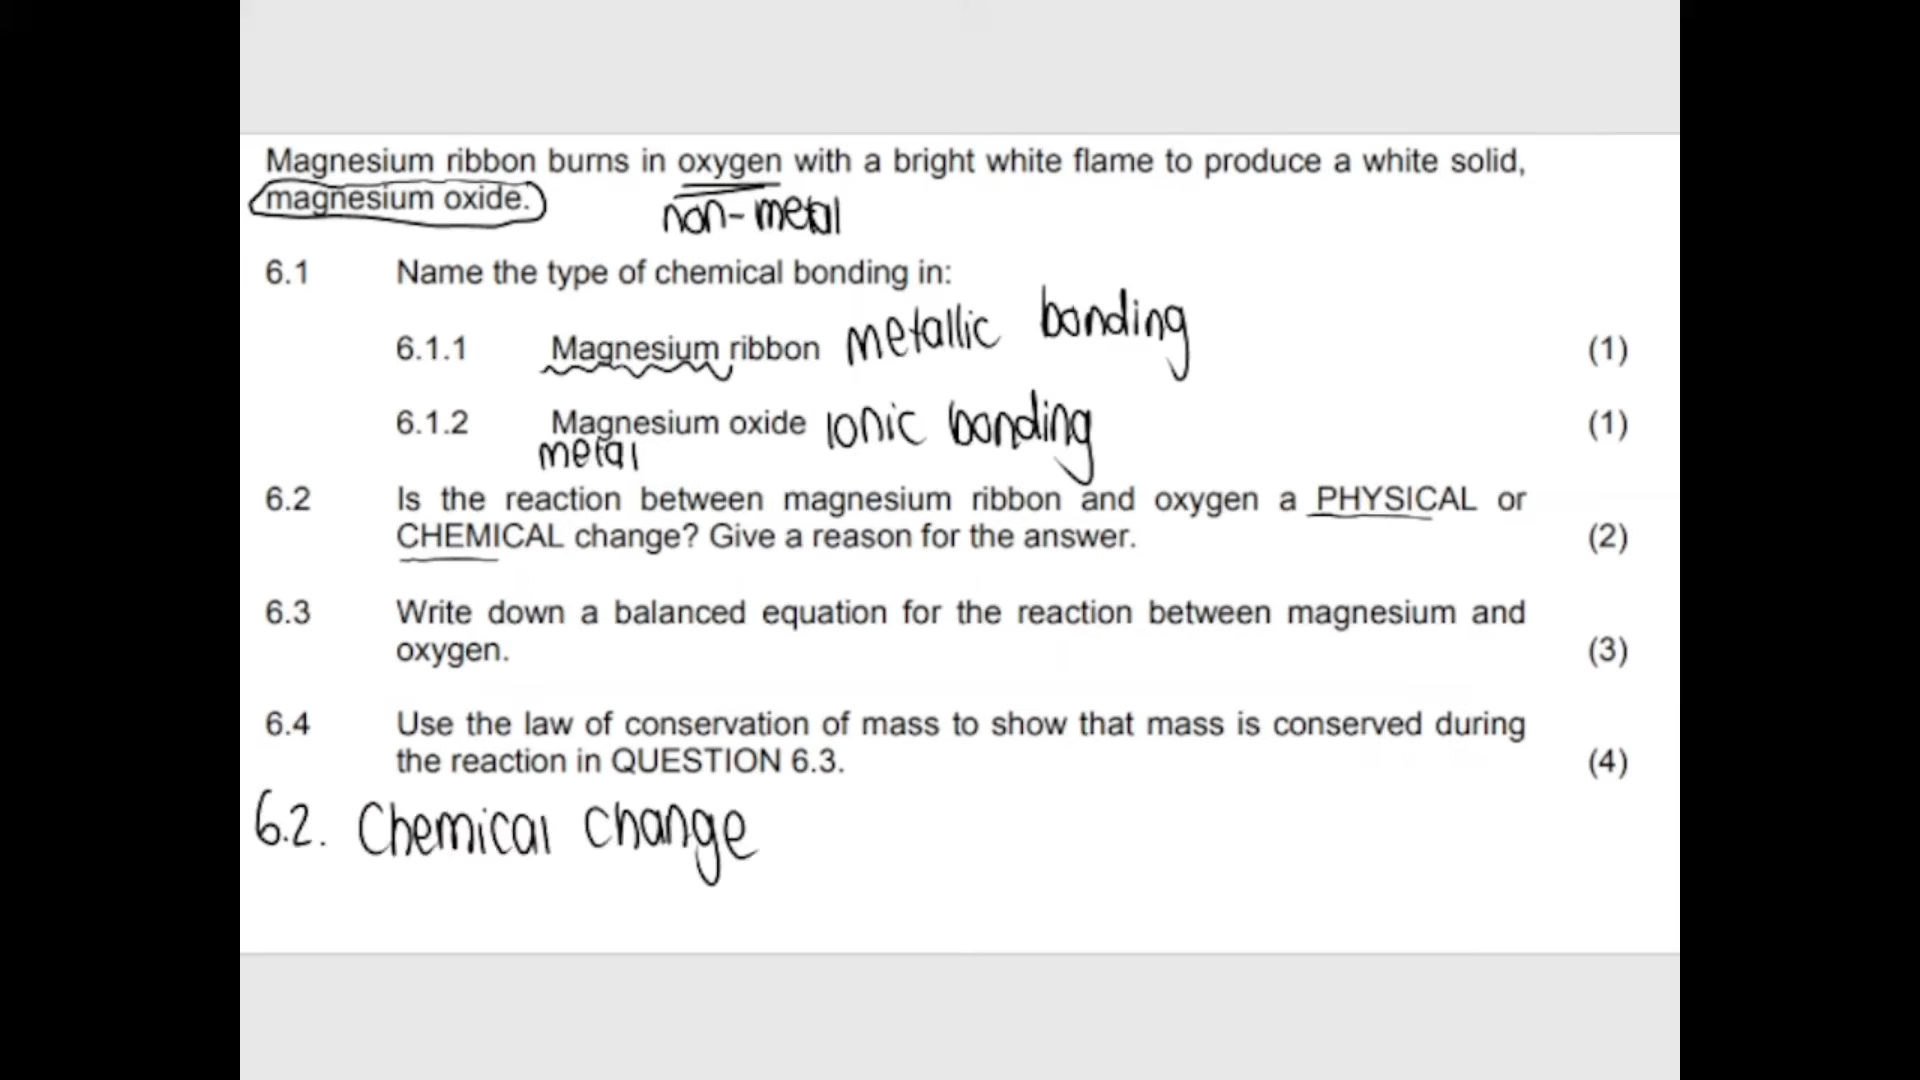 Magnesium ribbon burns in oxygen with a bright white flame to produce a white solid,
magnesium oxide.
non-metal
6.1 Name the type of chemical bonding in:
6.1.1 Magnesium ribbon metallic bonding (1)
6.1.2 Magnesium oxide Ionic bonding (1)
metal
6.2 Is the reaction between magnesium ribbon and oxygen a PHYSICAL or
CHEMICAL change? Give a reason for the answer. (2)
6.3 Write down a balanced equation for the reaction between magnesium and
oxygen. (3)
6.4 Use the law of conservation of mass to show that mass is conserved during
the reaction in QUESTION 6.3. (4)
6.2. Chemical change